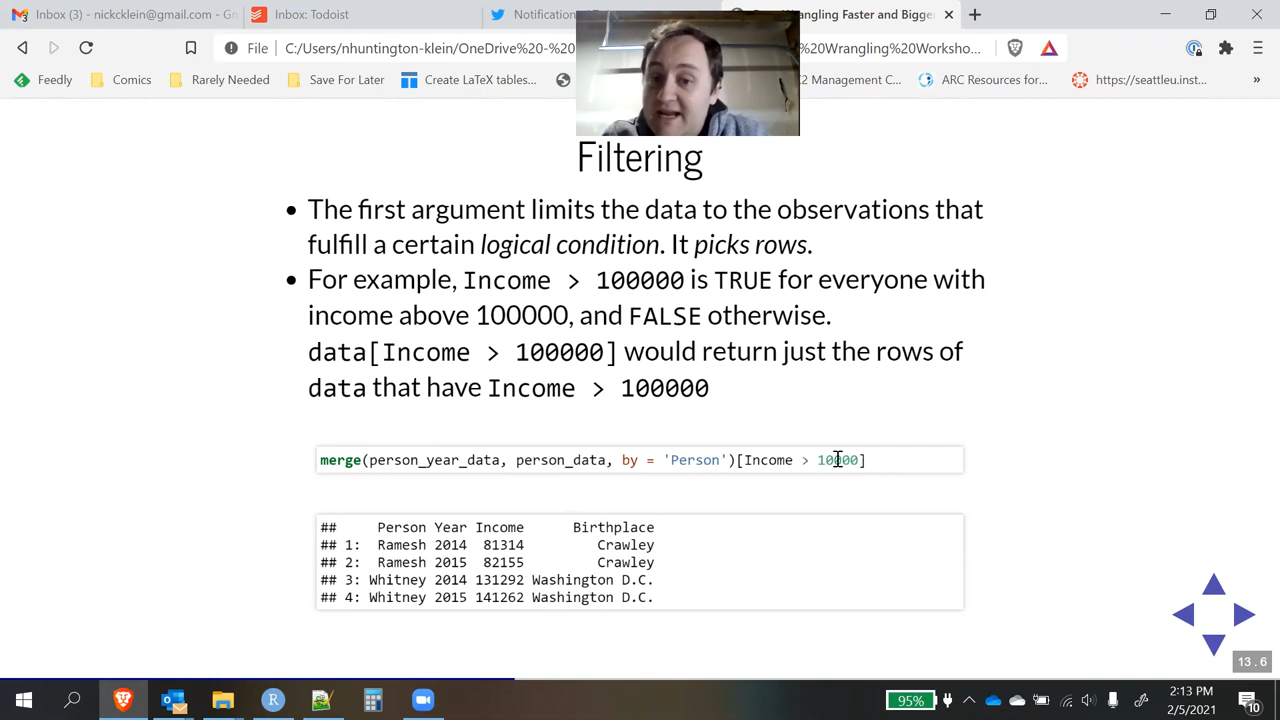 nickcklein@gmail.com - Gn
Inbox: Todoist
Notification
Wrangling Faster and Bigger
File
C:/Users/nhuntington-klein/OneDrive%20-%20
%20Wrangling%20Worksho...
Feedly
Comics
Rarely Needed
Save For Later
Create LaTeX tables...
C2 Management C...
ARC Resources for...
https://seattleu.inst...
»
Filtering
• The first argument limits the data to the observations that
fulfill a certain logical condition. It picks rows.
• For example, Income > 100000 is TRUE for everyone with
income above 100000, and FALSE otherwise.
data[Income > 100000] would return just the rows of
data that have Income > 100000
merge(person_year_data, person_data, by = 'Person')[Income > 10000]
## Person Year Income Birthplace
## 1: Ramesh 2014 81314 Crawley
## 2: Ramesh 2015 82155 Crawley
## 3: Whitney 2014 131292 Washington D.C.
## 4: Whitney 2015 141262 Washington D.C.
13.6
95%
2:13 PM
2/5/2021
10